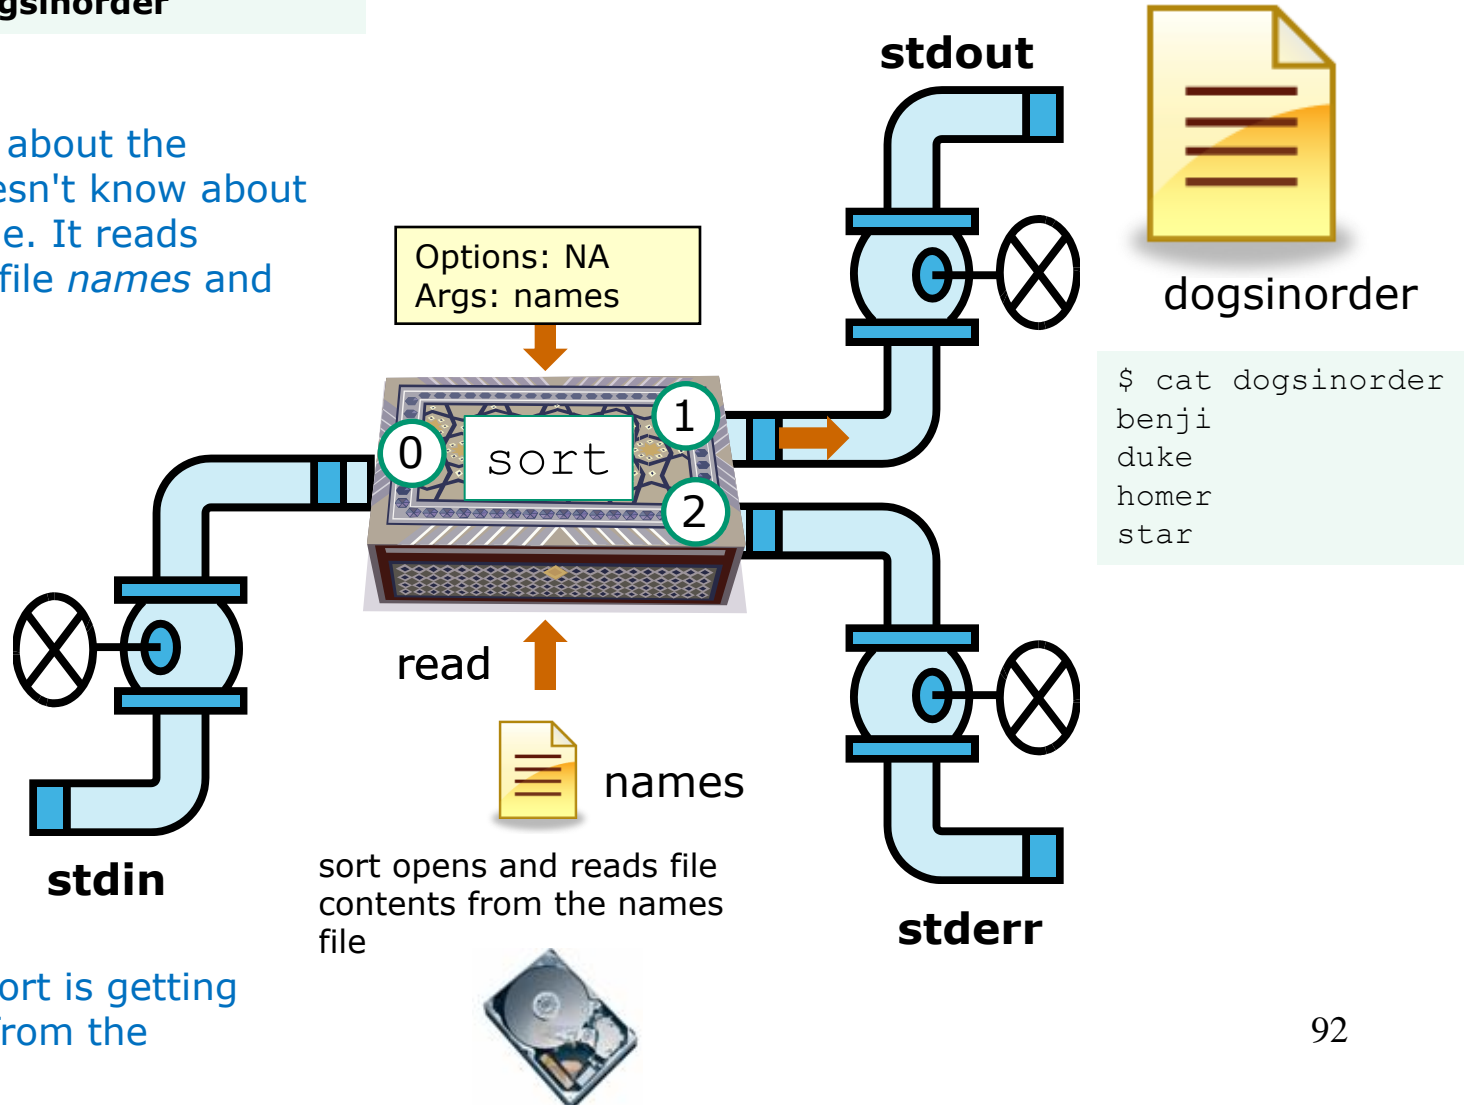 dogsinorder
stdout
about the
esn't know about
e. It reads
file names and
Options: NA
Args: names
dogsinorder
$ cat dogsinorder
benji
duke
homer
star
0
1
sort
2
read
names
stdin
sort opens and reads file
contents from the names
file
stderr
ort is getting
from the
92